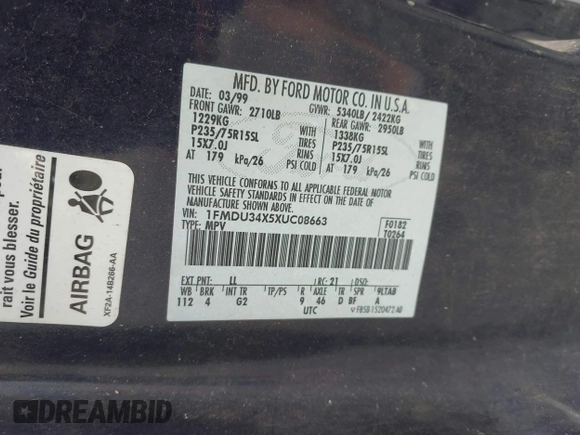 MFD. BY FORD MOTOR CO. IN U.S.A.
DATE: 03/99 GVWR: 5340LB/ 2422KG
FRONT GAWR: 2710LB REAR GAWR: 2950LB
1229KG WITH 1338KG WITH
P235/75R15SL TIRES P235/75R15SL TIRES
15X7.0J RIMS 15X7.0J RIMS
AT 179 kPa/26 PSI COLD AT 179 kPa/26 PSI COLD
THIS VEHICLE CONFORMS TO ALL APPLICABLE FEDERAL MOTOR
VEHICLE SAFETY STANDARDS IN EFFECT ON THE DATE OF
MANUFACTURE SHOWN ABOVE.
VIN: 1FMDU34X5XUC08663 F0182
TYPE: MPV T0264
EXT PNT: LL RC: 21 DSO:
WB BRK INT TR TP/PS R AXLE TR SPR 9LTAB
112 4 G2 9 46 D BF A
UTC
rait vous blesser.
Voir le Guide du propriétaire
AIRBAG
XF2A-14B266-AA
DREAMBID